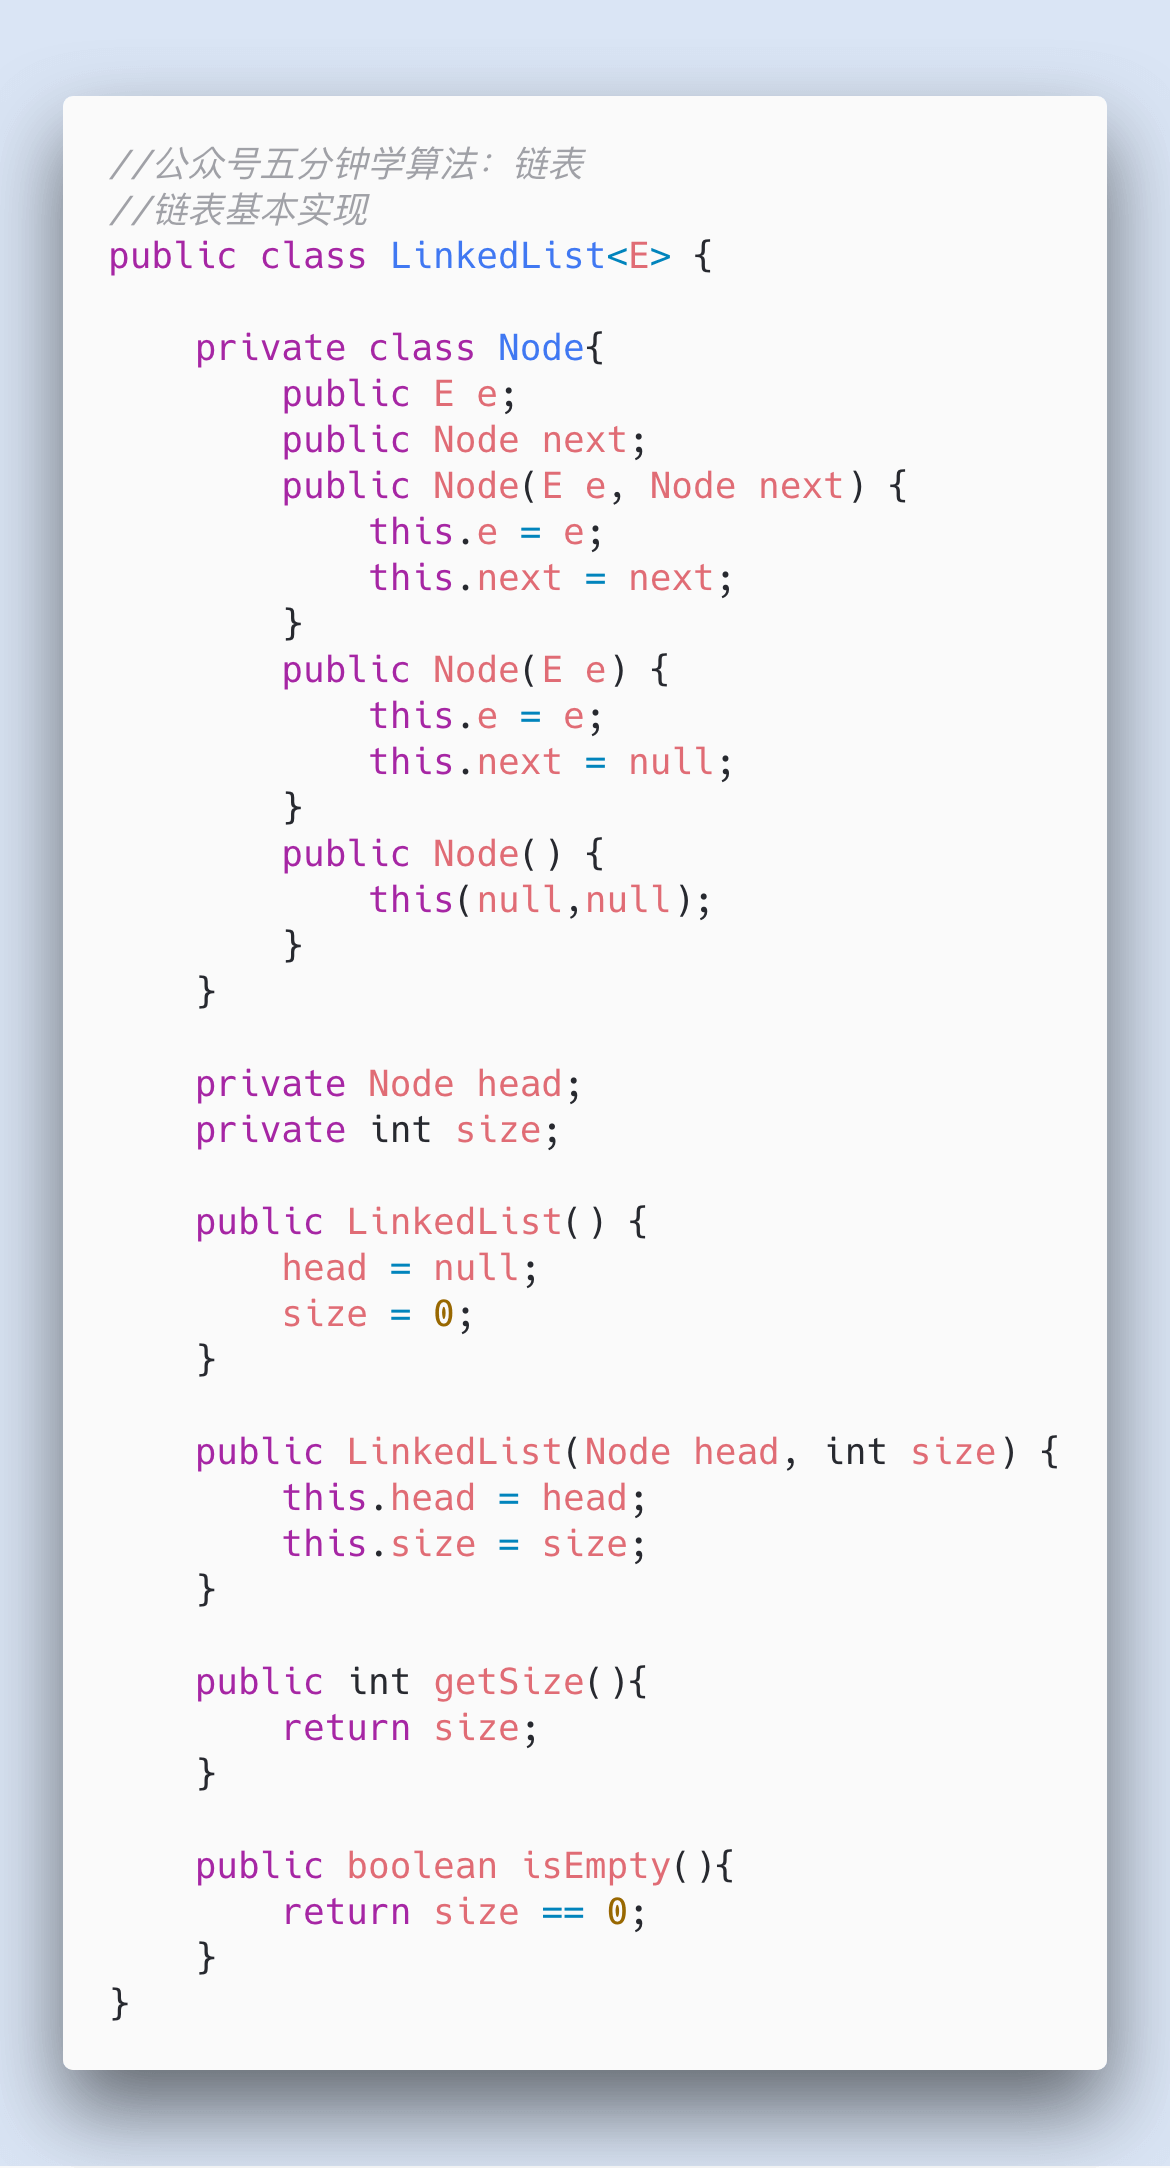 //公众号五分钟学算法：链表
//链表基本实现
public class LinkedList<E> {
    private class Node{
        public E e;
        public Node next;
        public Node(E e, Node next) {
            this.e = e;
            this.next = next;
        }
        public Node(E e) {
            this.e = e;
            this.next = null;
        }
        public Node() {
            this(null,null);
        }
    }
    private Node head;
    private int size;
    public LinkedList() {
        head = null;
        size = 0;
    }
    public LinkedList(Node head, int size) {
        this.head = head;
        this.size = size;
    }
    public int getSize(){
        return size;
    }
    public boolean isEmpty(){
        return size == 0;
    }
}